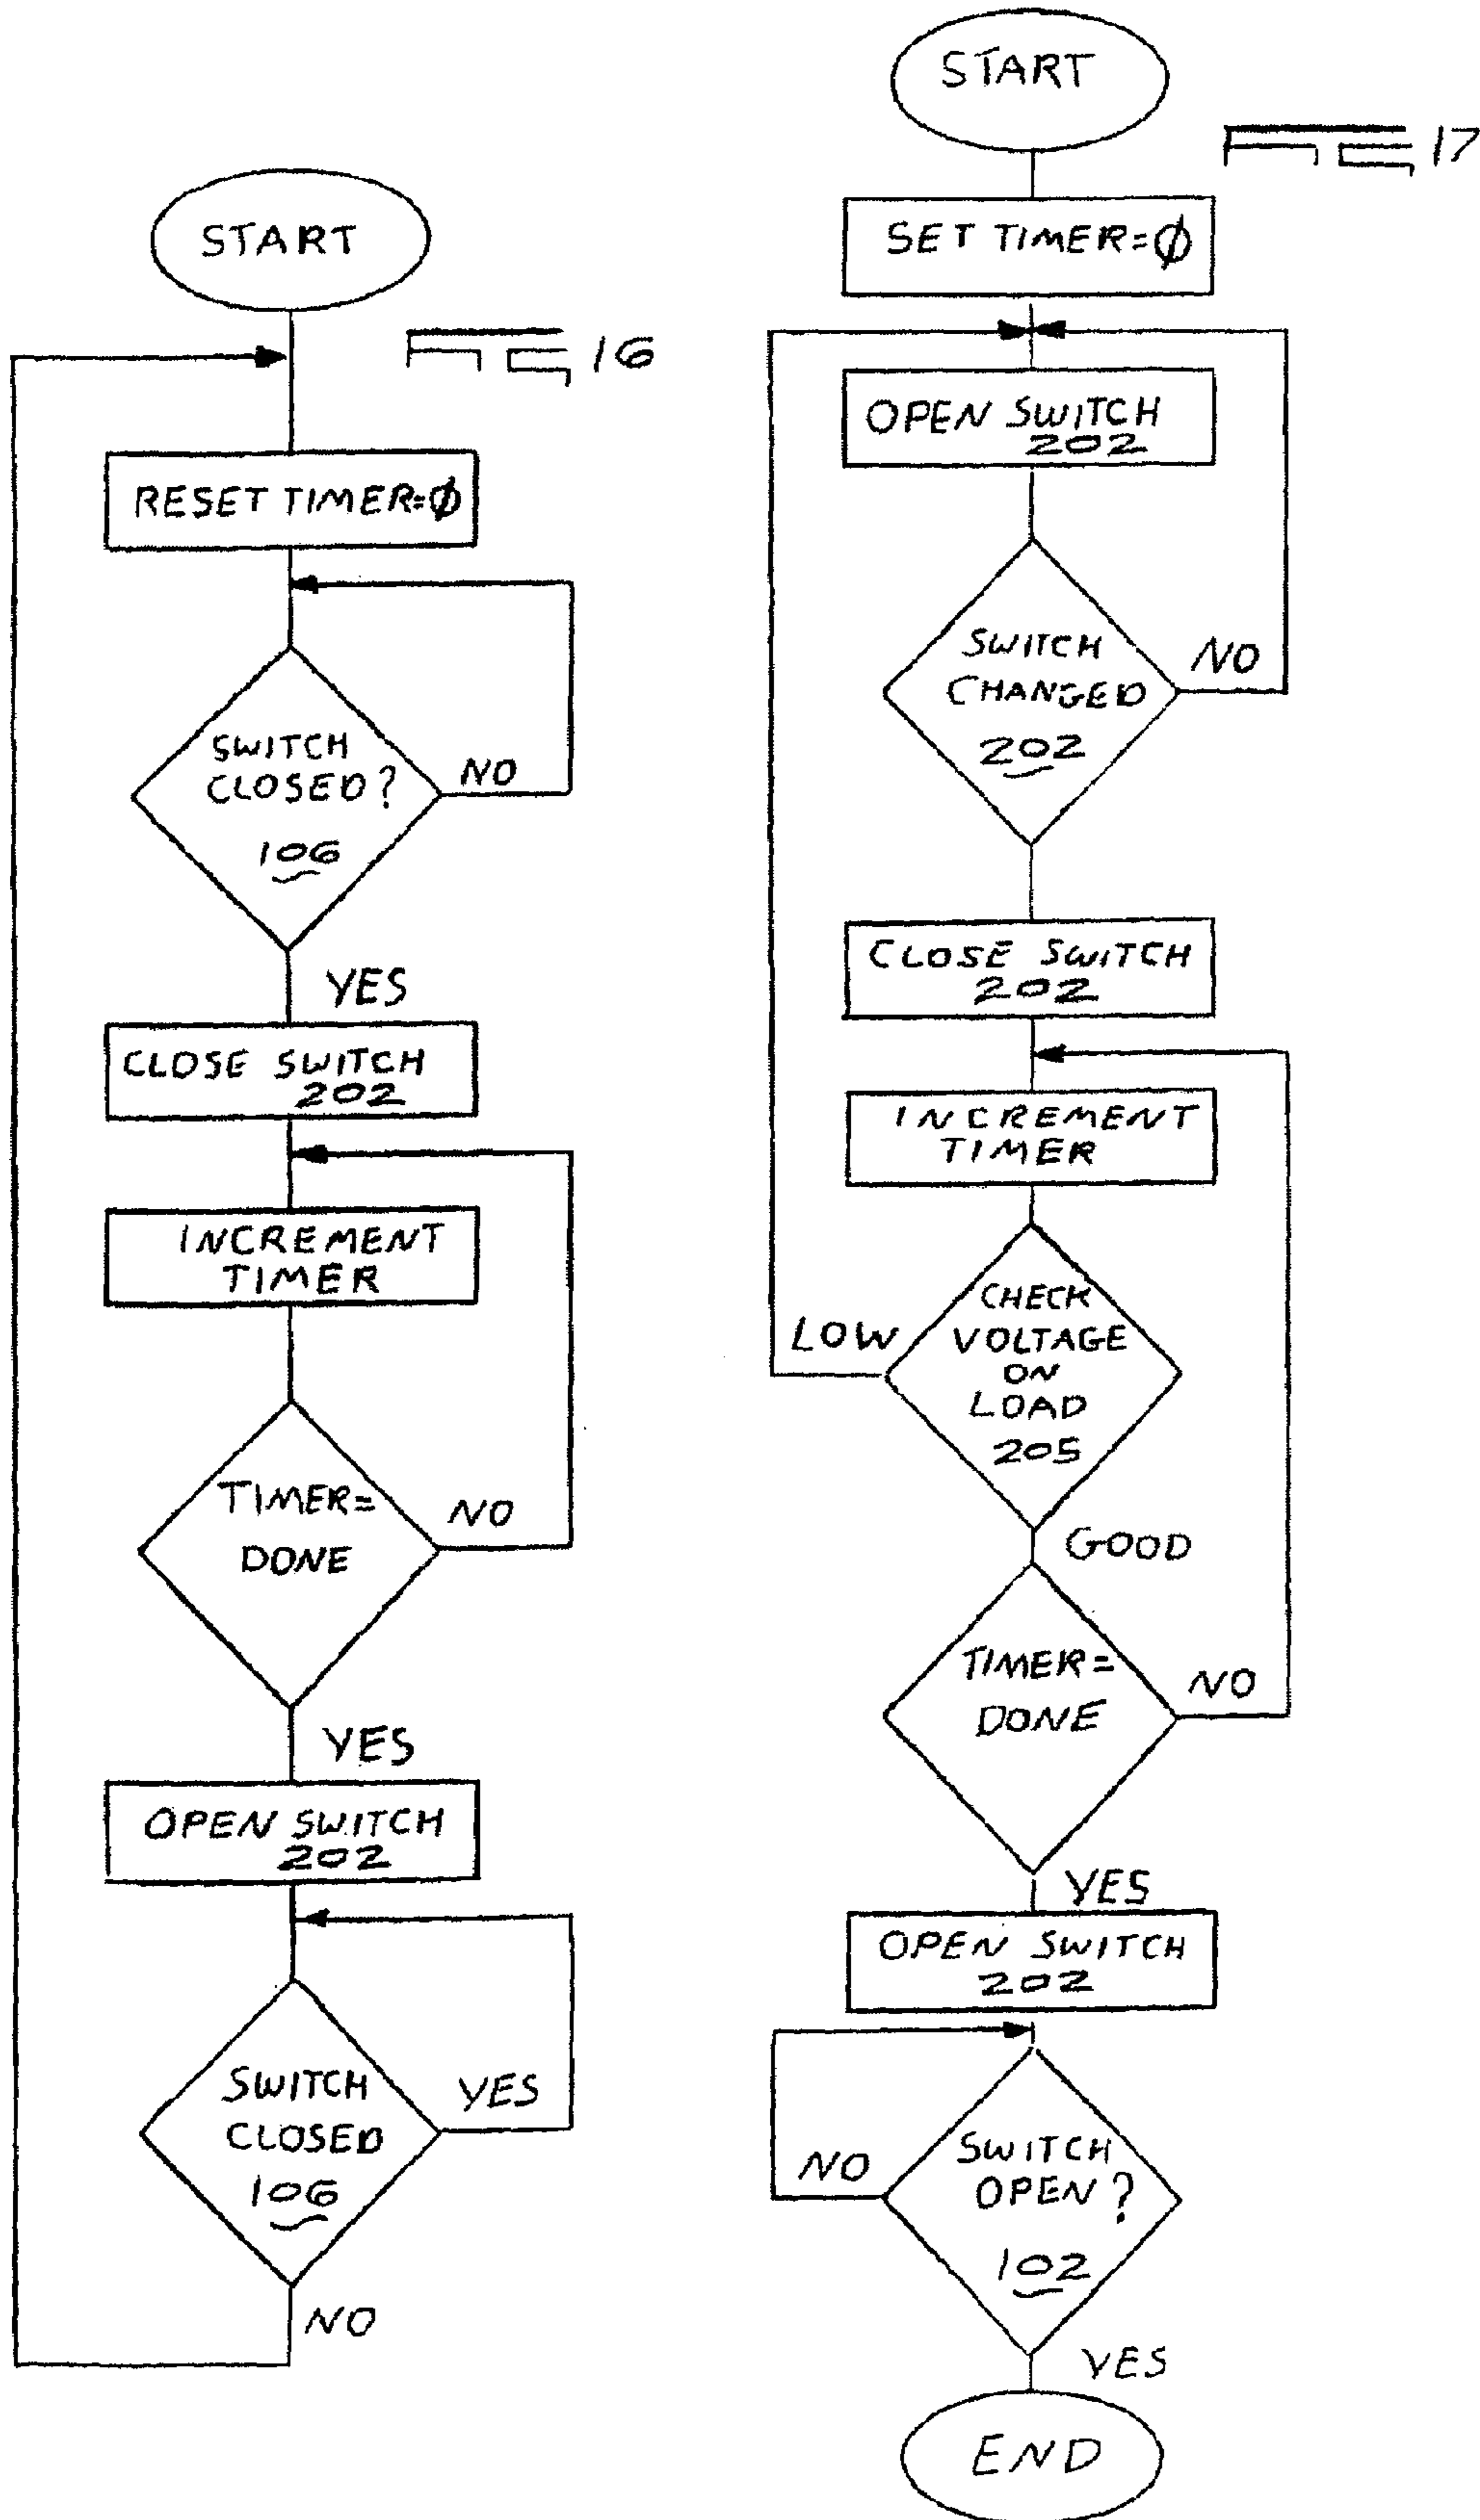 START
FIG 16
RESET TIMER=Ø
SWITCH
CLOSED?
106
NO
YES
CLOSE SWITCH
202
INCREMENT
TIMER
TIMER=
DONE
NO
YES
OPEN SWITCH
202
SWITCH
CLOSED
106
YES
NO
START
FIG 17
SET TIMER=Ø
OPEN SWITCH
202
SWITCH
CHANGED
202
NO
CLOSE SWITCH
202
INCREMENT
TIMER
CHECK
VOLTAGE
ON
LOAD
205
LOW
GOOD
TIMER=
DONE
NO
YES
OPEN SWITCH
202
SWITCH
OPEN?
102
NO
YES
END